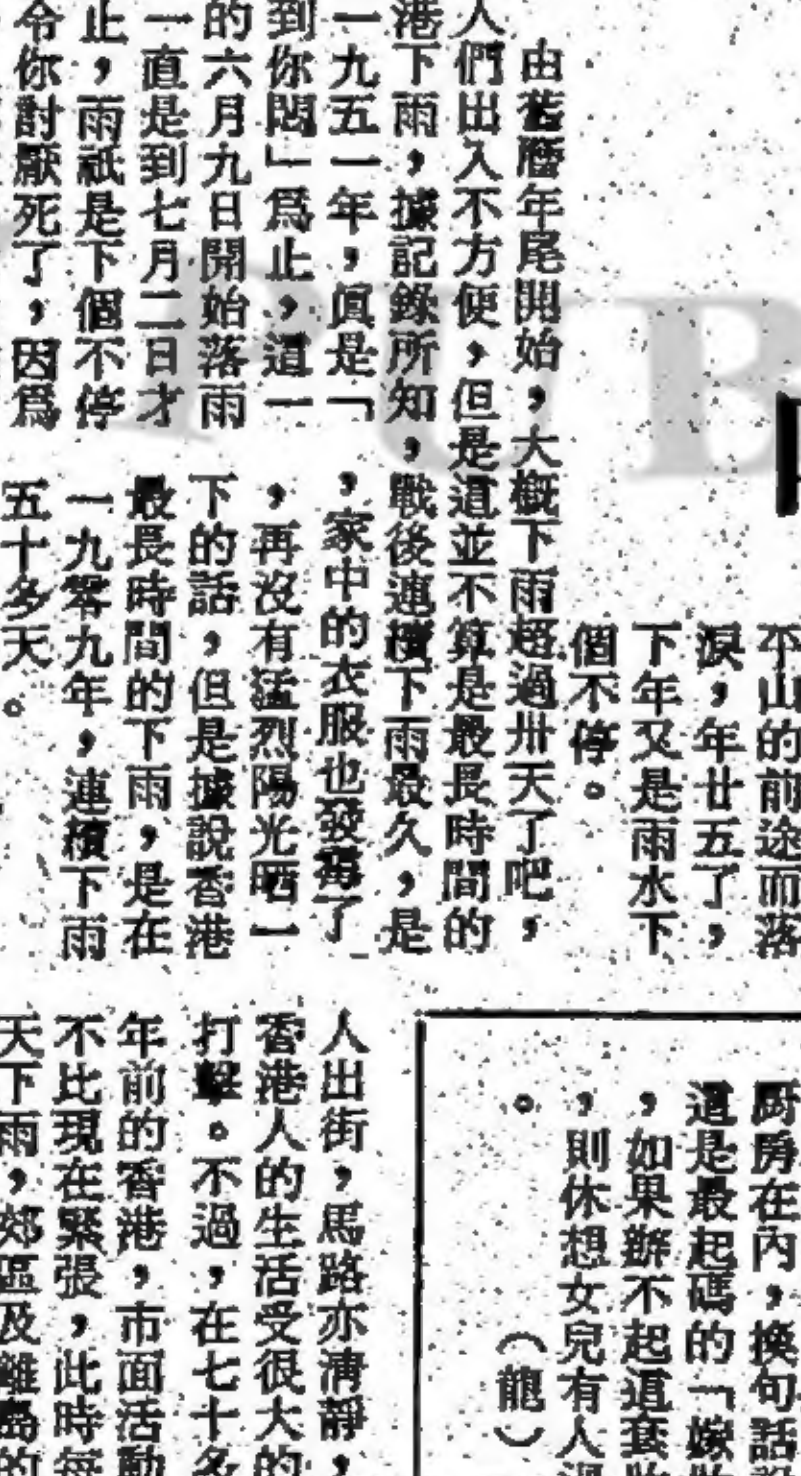 不山的前途而落
淚，年廿五了，
下年又是雨水下
個不停。
由舊曆年尾開始，大概下雨超過卅天了吧，
人們出入不方便，但是這並不算是最長時間的
港下雨，據記錄所知，戰後連續下雨最久，是
一九五一年，眞是「
到你悶」爲止，這一
的六月九日開始落雨
一直是到七月二日才
止，雨祇是下個不停
令你討厭死了，因爲
，家中的衣服也發霉了
，再沒有猛烈陽光晒一
下的話，但是據說香港
最長時間的下雨，是在
一九零九年，連續下雨
五十多天。
廚房在內，換句話
這是最起碼的「嫁
，如果辦不起這套
，則休想女兒有人
。（龍）
人出街，馬路亦清靜，
香港人的生活受很大的
打擊。不過，在七十多
年前的香港，市面活動
不比現在緊張，此時每
天下雨，郊區及離島的
PUB